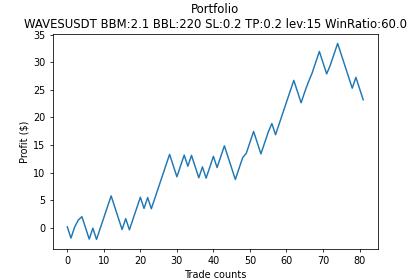 Portfolio
WAVESUSDT BBM:2.1 BBL:220 SL:0.2 TP:0.2 lev:15 WinRatio:60.0
35
30
25
20
15
10
5
0
Profit ($)
0 10 20 30 40 50 60 70 80
Trade counts